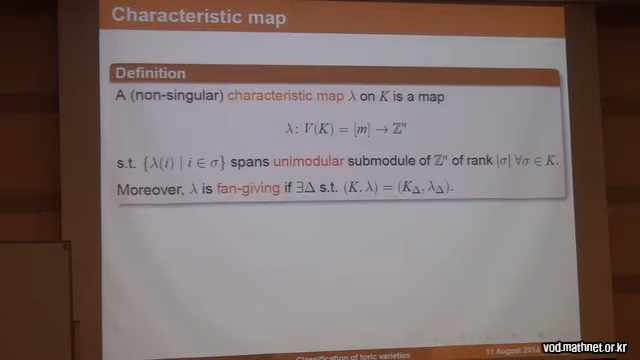 Characteristic map
Definition
A (non-singular) characteristic map λ on K is a map
λ: V(K) = [m] → ℤⁿ
s.t. {λ(i) | i ∈ σ} spans unimodular submodule of ℤⁿ of rank |σ| ∀σ ∈ K.
Moreover, λ is fan-giving if ∃Δ s.t. (K, λ) = (K_Δ, λ_Δ).
Classification of toric varieties
11 August
vod.mathnet.or.kr